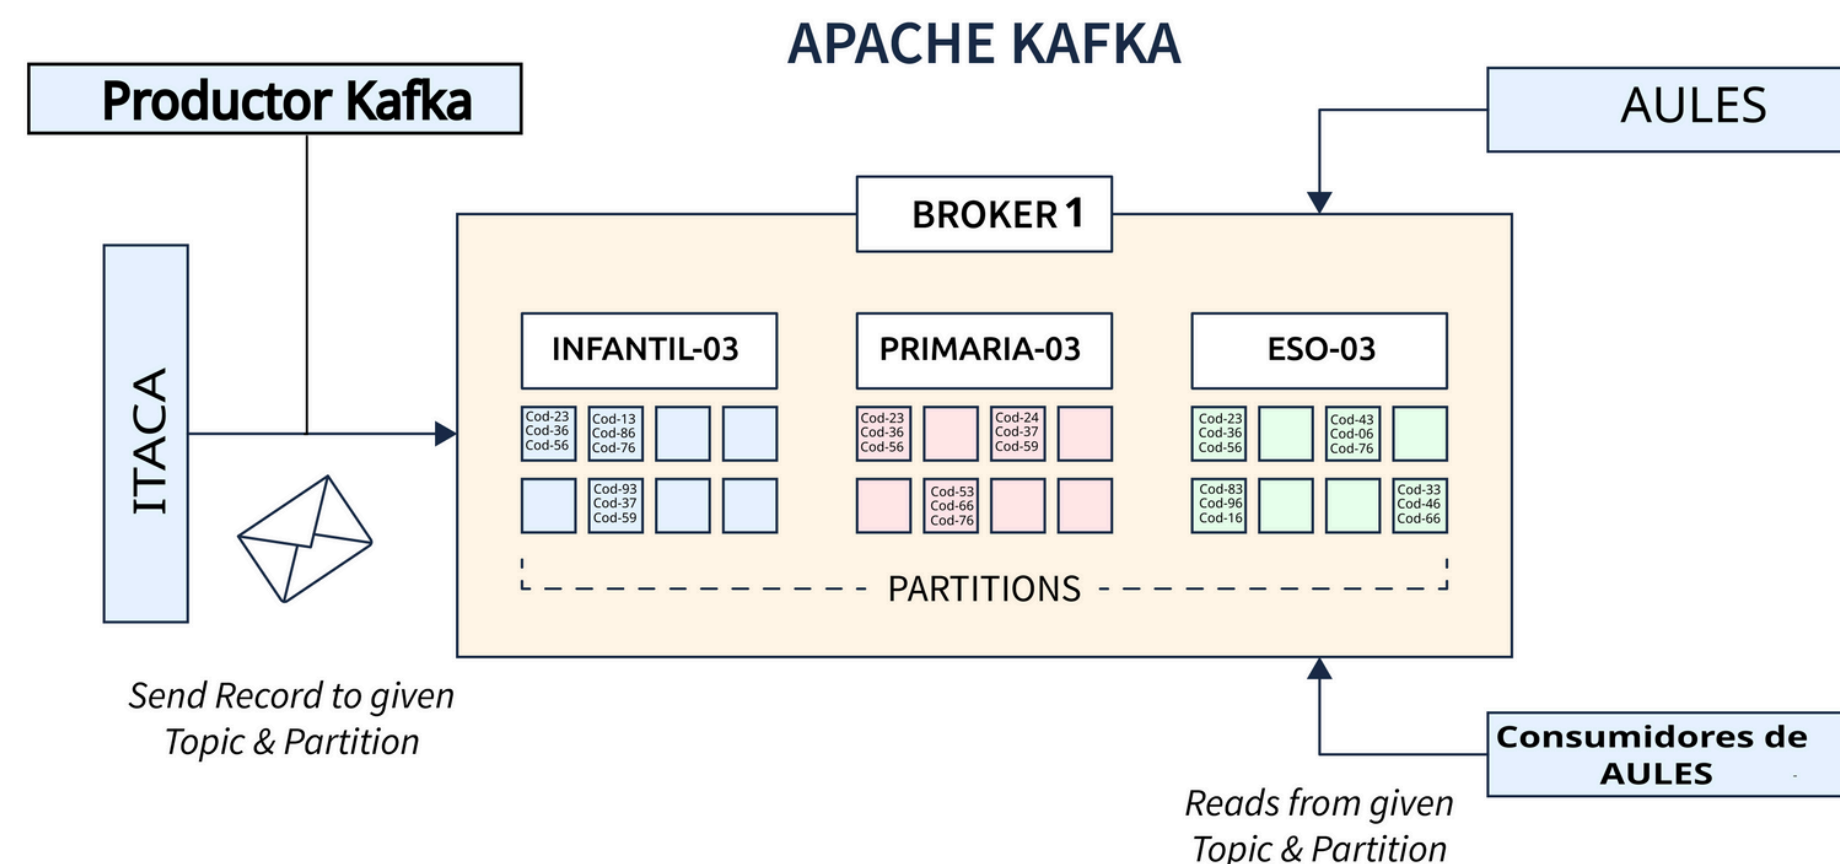 APACHE KAFKA
Productor Kafka
AULES
BROKER 1
ITACA
INFANTIL-03
PRIMARIA-03
ESO-03
Cod-23
Cod-36
Cod-56
Cod-13
Cod-86
Cod-76
Cod-93
Cod-37
Cod-59
Cod-23
Cod-36
Cod-56
Cod-24
Cod-37
Cod-59
Cod-53
Cod-66
Cod-76
Cod-23
Cod-36
Cod-56
Cod-43
Cod-06
Cod-76
Cod-83
Cod-96
Cod-16
Cod-33
Cod-46
Cod-66
PARTITIONS
Send Record to given
Topic & Partition
Consumidores de
AULES
Reads from given
Topic & Partition